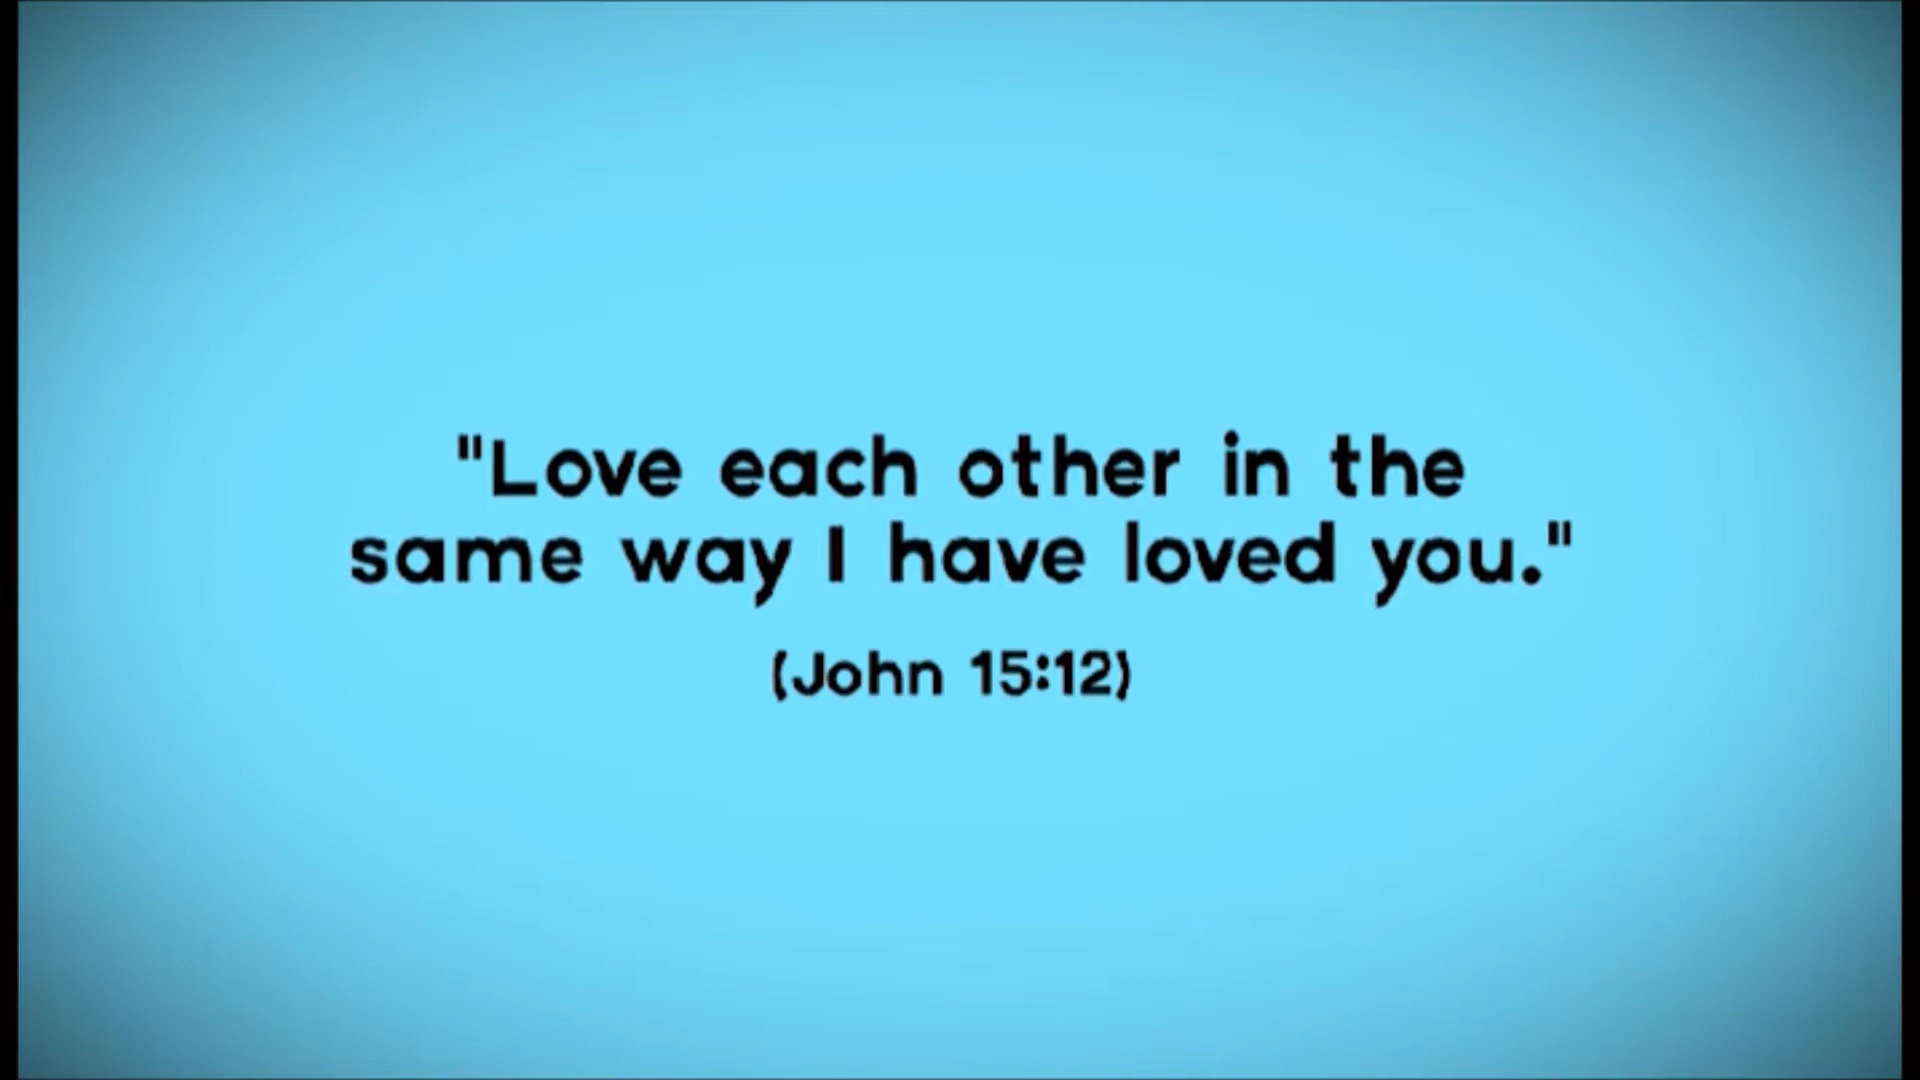 "Love each other in the
same way I have loved you."
(John 15:12)